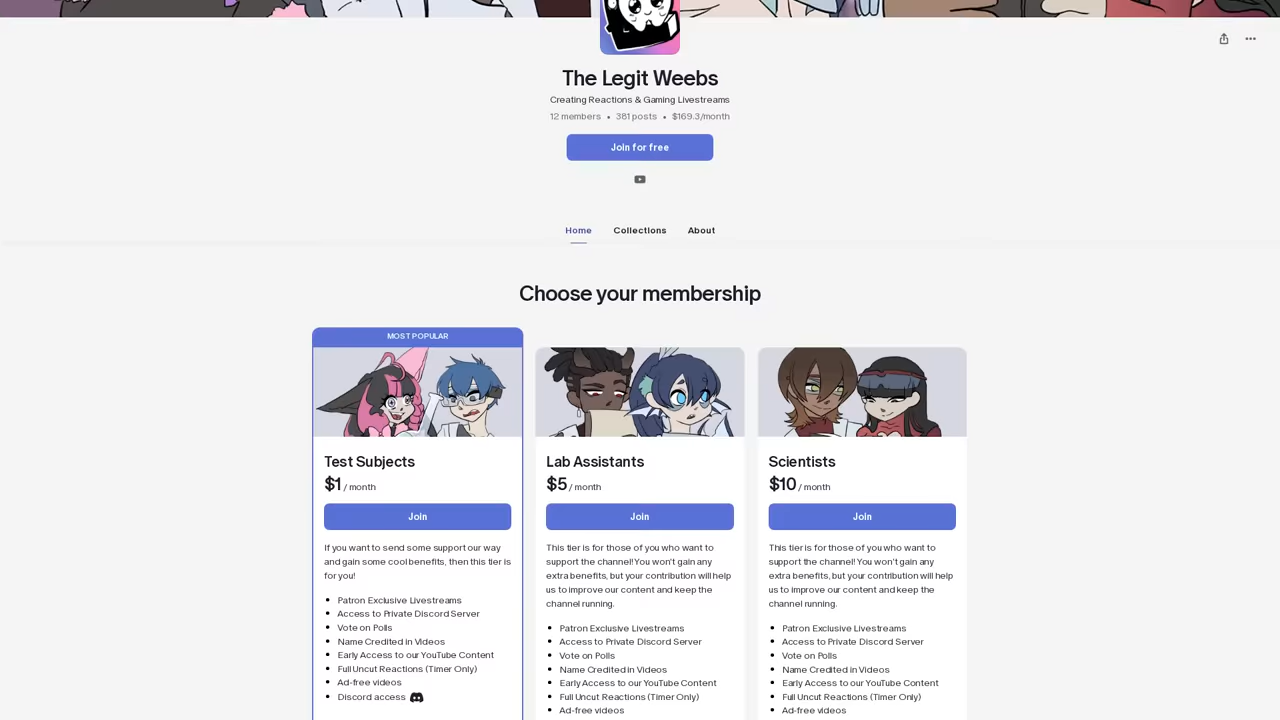 The Legit Weebs
Creating Reactions & Gaming Livestreams
12 members • 381 posts • $169.3/month
Join for free
Home Collections About
Choose your membership
MOST POPULAR
Test Subjects
$1 / month
Join
If you want to send some support our way
and gain some cool benefits, then this tier is
for you!
• Patron Exclusive Livestreams
• Access to Private Discord Server
• Vote on Polls
• Name Credited in Videos
• Early Access to our YouTube Content
• Full Uncut Reactions (Timer Only)
• Ad-free videos
• Discord access
Lab Assistants
$5 / month
Join
This tier is for those of you who want to
support the channel! You won't gain any
extra benefits, but your contribution will help
us to improve our content and keep the
channel running.
• Patron Exclusive Livestreams
• Access to Private Discord Server
• Vote on Polls
• Name Credited in Videos
• Early Access to our YouTube Content
• Full Uncut Reactions (Timer Only)
• Ad-free videos
Scientists
$10 / month
Join
This tier is for those of you who want to
support the channel! You won't gain any
extra benefits, but your contribution will help
us to improve our content and keep the
channel running.
• Patron Exclusive Livestreams
• Access to Private Discord Server
• Vote on Polls
• Name Credited in Videos
• Early Access to our YouTube Content
• Full Uncut Reactions (Timer Only)
• Ad-free videos